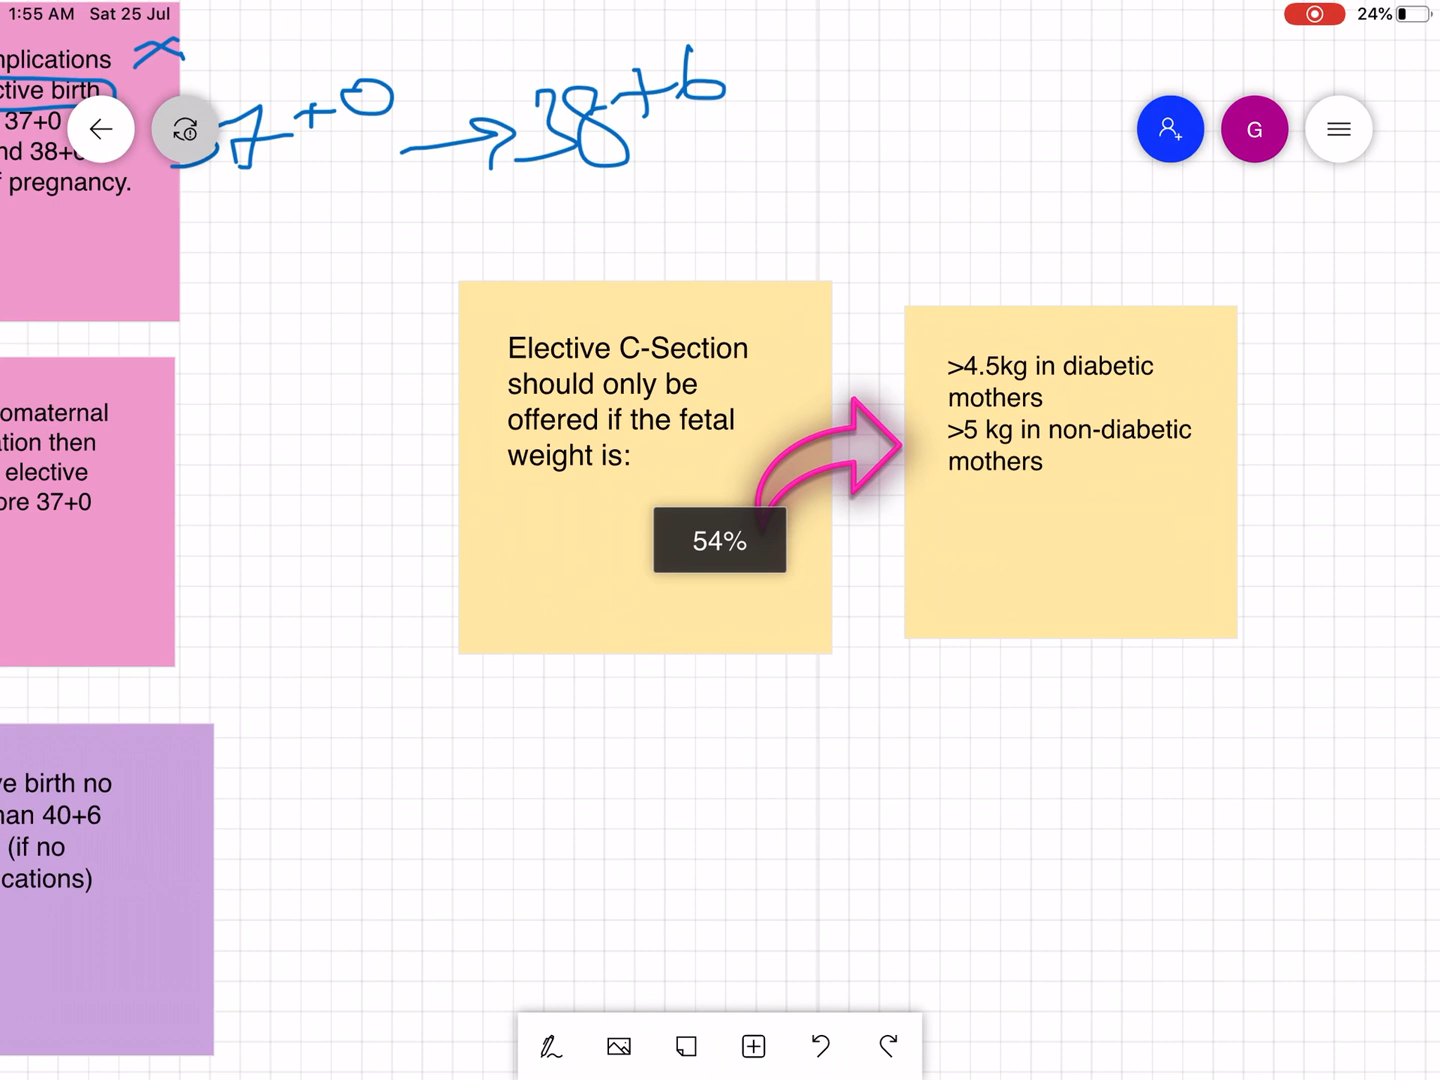 1:55 AM Sat 25 Jul
24%
nplications
ctive birth
37+0
nd 38+
f pregnancy.
37+0 → 38+6
G
omaternal
ation then
elective
ore 37+0
ve birth no
han 40+6
(if no
cations)
Elective C-Section
should only be
offered if the fetal
weight is:
54%
>4.5kg in diabetic
mothers
>5 kg in non-diabetic
mothers